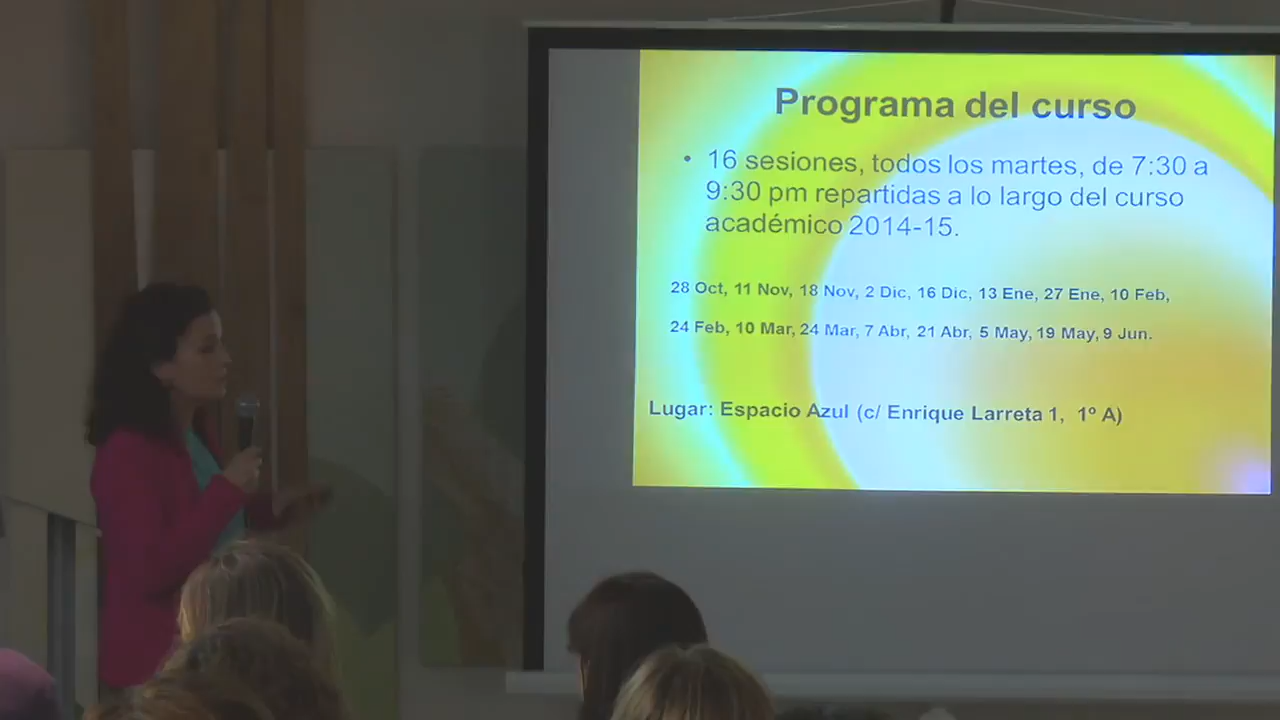 Programa del curso
• 16 sesiones, todos los martes, de 7:30 a
9:30 pm repartidas a lo largo del curso
académico 2014-15.
28 Oct, 11 Nov, 18 Nov, 2 Dic, 16 Dic, 13 Ene, 27 Ene, 10 Feb,
24 Feb, 10 Mar, 24 Mar, 7 Abr, 21 Abr, 5 May, 19 May, 9 Jun.
Lugar: Espacio Azul (c/ Enrique Larreta 1, 1º A)